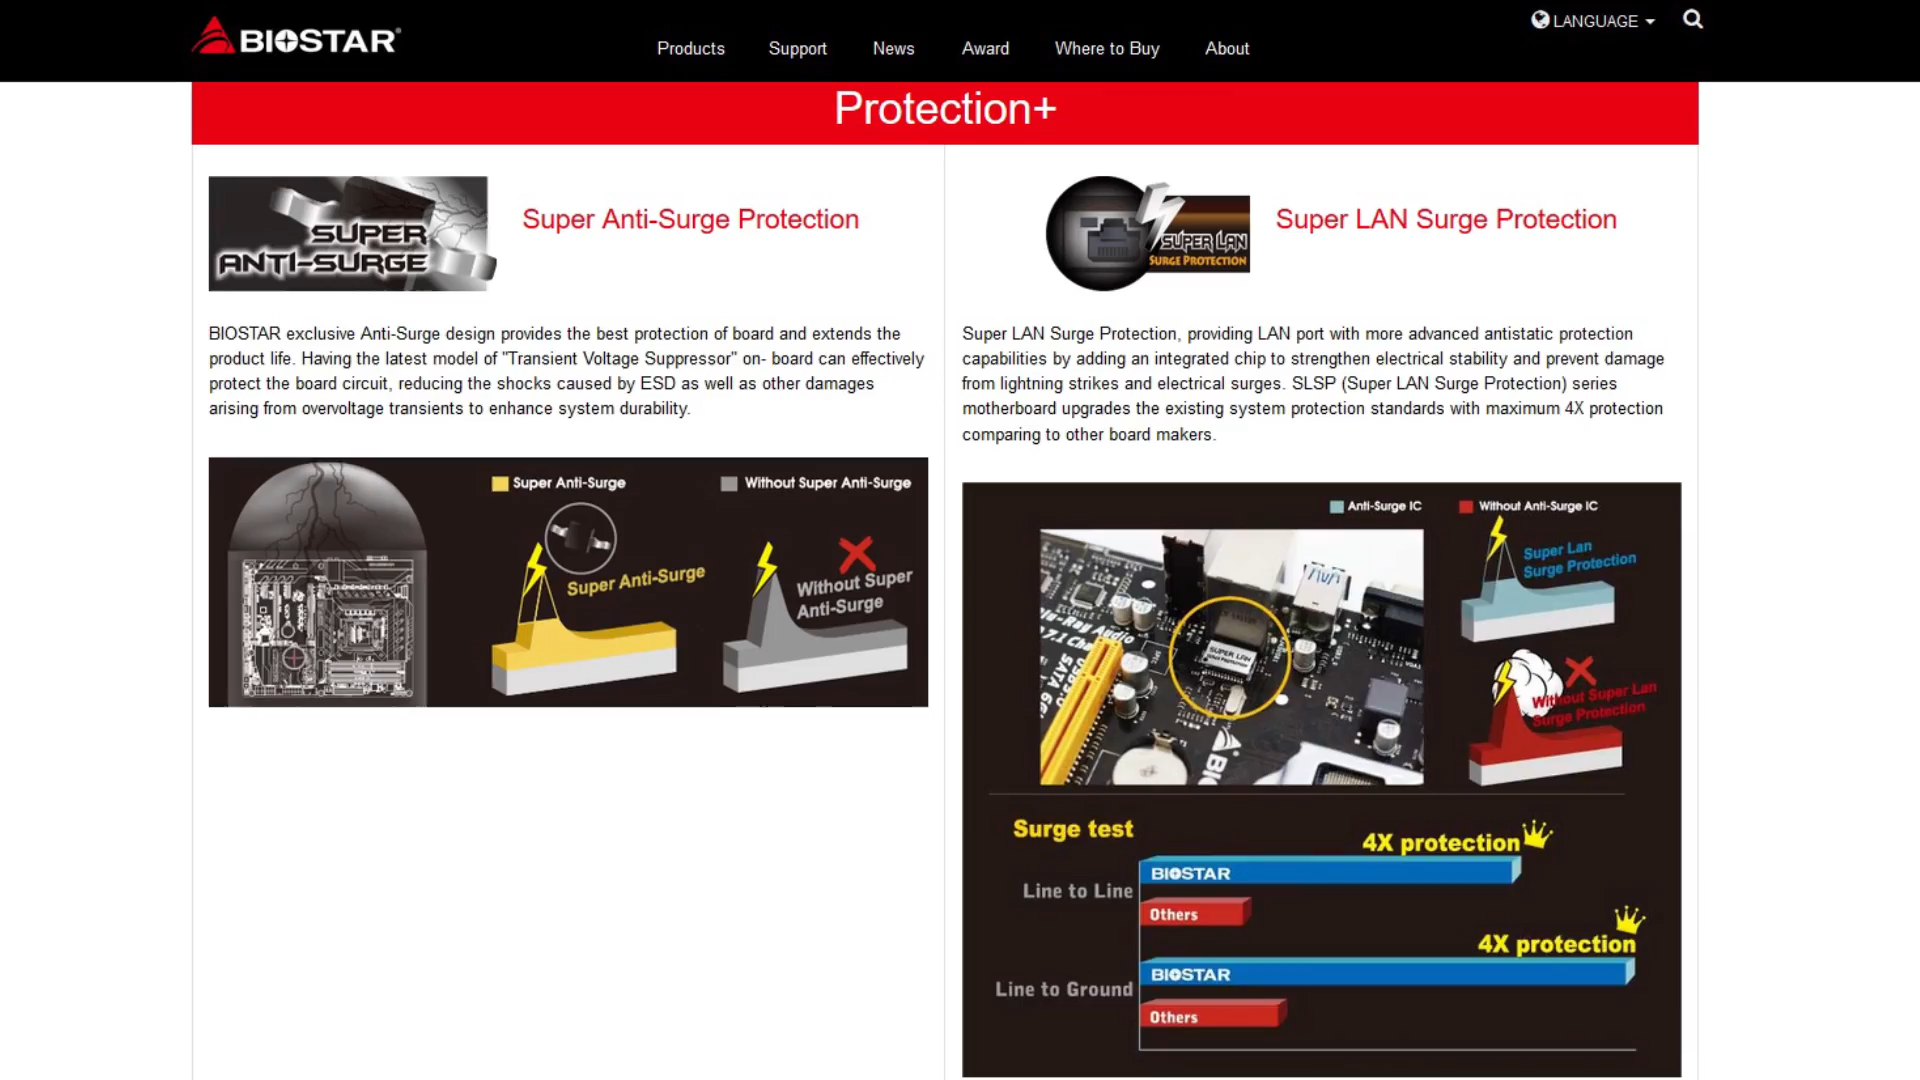 BIOSTAR
LANGUAGE
Products Support News Award Where to Buy About
Protection+
SUPER
ANTI-SURGE
Super Anti-Surge Protection
BIOSTAR exclusive Anti-Surge design provides the best protection of board and extends the
product life. Having the latest model of "Transient Voltage Suppressor" on- board can effectively
protect the board circuit, reducing the shocks caused by ESD as well as other damages
arising from overvoltage transients to enhance system durability.
Super Anti-Surge Without Super Anti-Surge
Super Anti-Surge
Without Super
Anti-Surge
SUPER LAN
SURGE PROTECTION
Super LAN Surge Protection
Super LAN Surge Protection, providing LAN port with more advanced antistatic protection
capabilities by adding an integrated chip to strengthen electrical stability and prevent damage
from lightning strikes and electrical surges. SLSP (Super LAN Surge Protection) series
motherboard upgrades the existing system protection standards with maximum 4X protection
comparing to other board makers.
Anti-Surge IC Without Anti-Surge IC
Super Lan
Surge Protection
Without Super Lan
Surge Protection
SUPER LAN
Surge test
4X protection
Line to Line
BIOSTAR
Others
4X protection
Line to Ground
BIOSTAR
Others